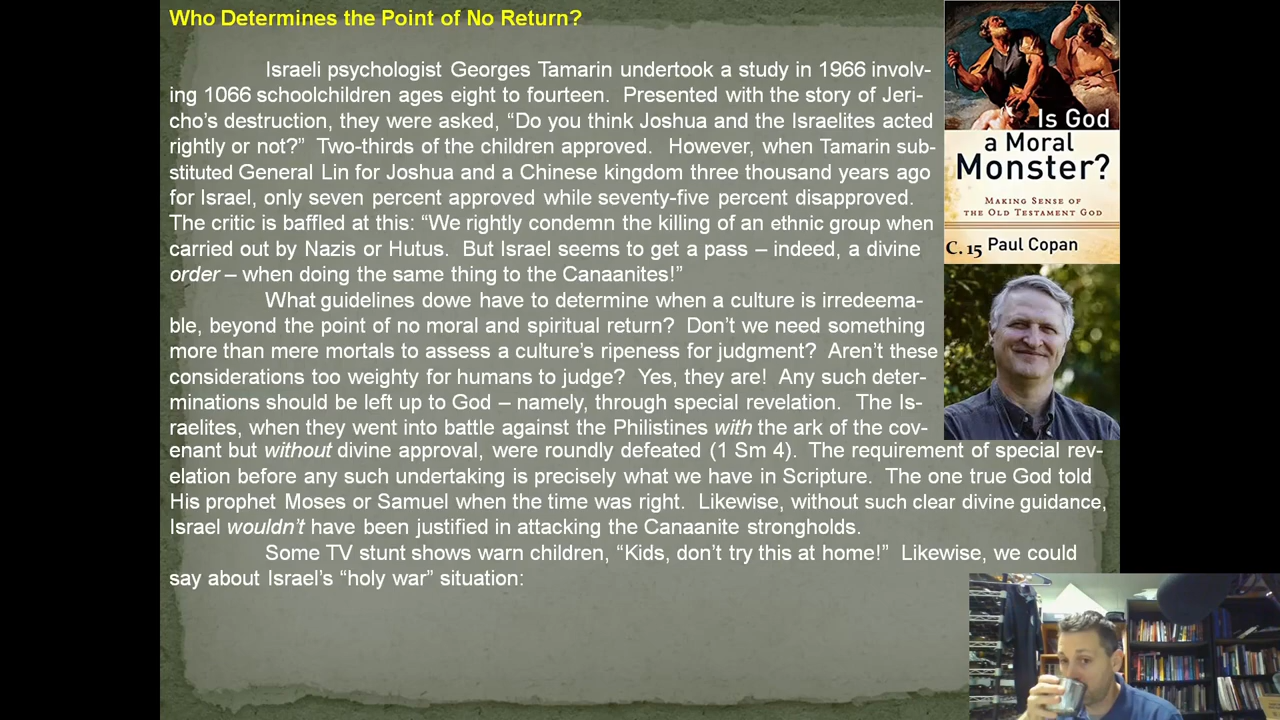 Who Determines the Point of No Return?
Israeli psychologist Georges Tamarin undertook a study in 1966 involv-
ing 1066 schoolchildren ages eight to fourteen. Presented with the story of Jeri-
cho’s destruction, they were asked, “Do you think Joshua and the Israelites acted
rightly or not?” Two-thirds of the children approved. However, when Tamarin sub-
stituted General Lin for Joshua and a Chinese kingdom three thousand years ago
for Israel, only seven percent approved while seventy-five percent disapproved.
The critic is baffled at this: “We rightly condemn the killing of an ethnic group when
carried out by Nazis or Hutus. But Israel seems to get a pass – indeed, a divine
order – when doing the same thing to the Canaanites!”
What guidelines dowe have to determine when a culture is irredeema-
ble, beyond the point of no moral and spiritual return? Don’t we need something
more than mere mortals to assess a culture’s ripeness for judgment? Aren’t these
considerations too weighty for humans to judge? Yes, they are! Any such deter-
minations should be left up to God – namely, through special revelation. The Is-
raelites, when they went into battle against the Philistines with the ark of the cov-
enant but without divine approval, were roundly defeated (1 Sm 4). The requirement of special rev-
elation before any such undertaking is precisely what we have in Scripture. The one true God told
His prophet Moses or Samuel when the time was right. Likewise, without such clear divine guidance,
Israel wouldn’t have been justified in attacking the Canaanite strongholds.
Some TV stunt shows warn children, “Kids, don’t try this at home!” Likewise, we could
say about Israel’s “holy war” situation:
Is God
a Moral
Monster?
MAKING SENSE OF
THE OLD TESTAMENT GOD
C. 15 Paul Copan